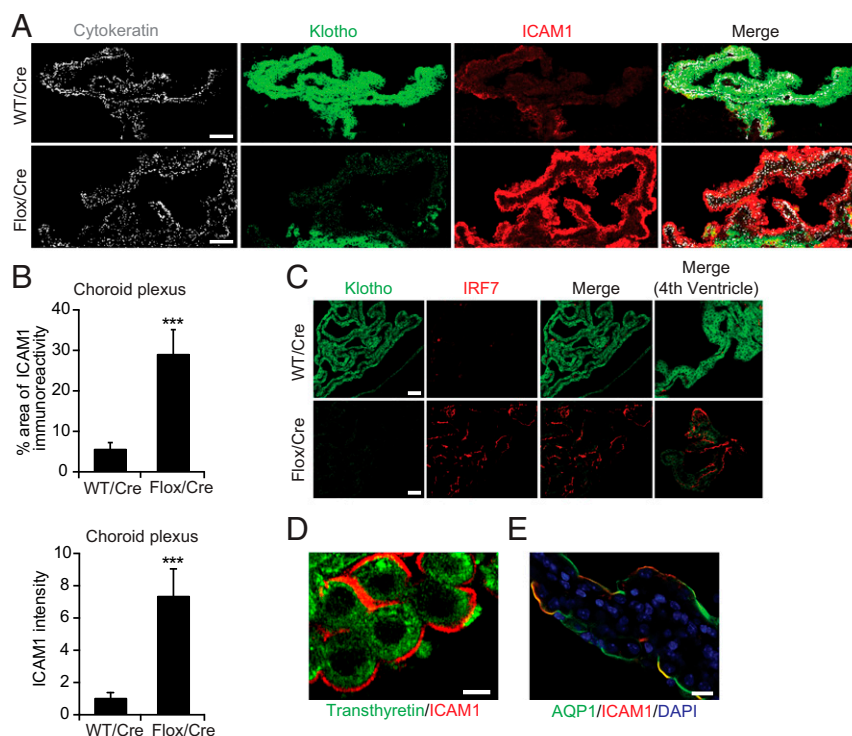 A
Cytokeratin
Klotho
ICAM1
Merge
WT/Cre
Flox/Cre
B
Choroid plexus
% area of ICAM1
immunoreactivity
40
30
20
10
0
***
WT/Cre
Flox/Cre
Choroid plexus
ICAM1 intensity
10
8
6
4
2
0
***
WT/Cre
Flox/Cre
C
Klotho
IRF7
Merge
Merge
(4th Ventricle)
WT/Cre
Flox/Cre
D
Transthyretin/ICAM1
E
AQP1/ICAM1/DAPI